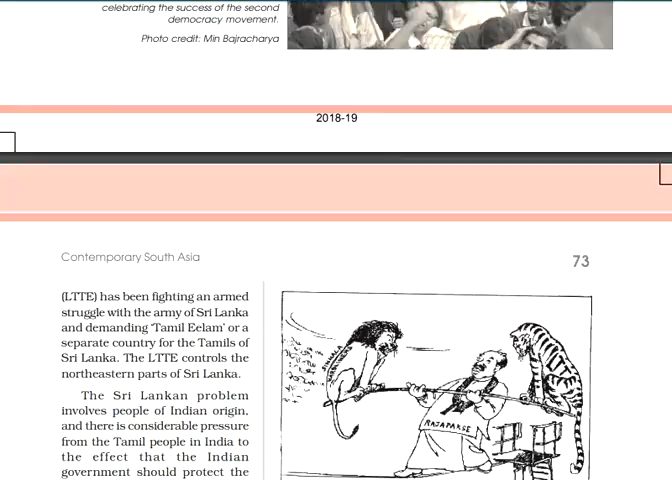 celebrating the success of the second
democracy movement.
Photo credit: Min Bajracharya
2018-19
Contemporary South Asia
73
(LTTE) has been fighting an armed
struggle with the army of Sri Lanka
and demanding ‘Tamil Eelam’ or a
separate country for the Tamils of
Sri Lanka. The LTTE controls the
northeastern parts of Sri Lanka.
The Sri Lankan problem
involves people of Indian origin,
and there is considerable pressure
from the Tamil people in India to
the effect that the Indian
government should protect the
LTTE
RAJAPAKSE